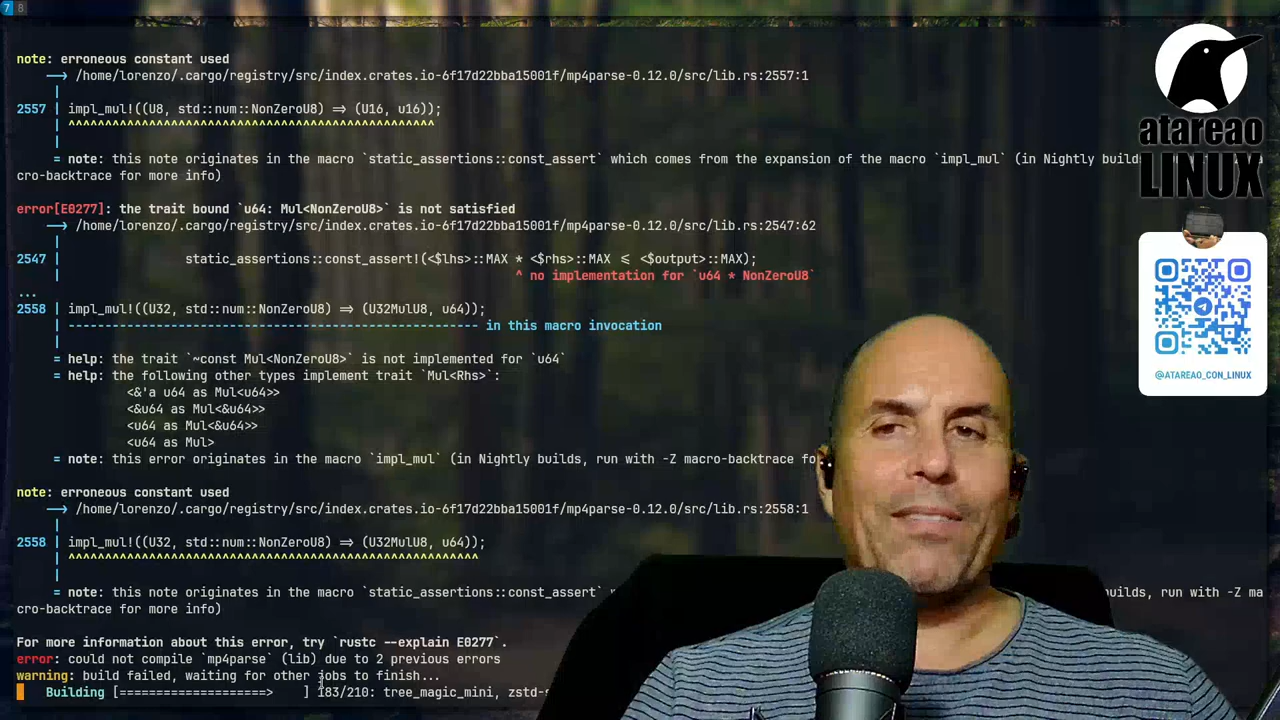 7 8
note: erroneous constant used
--> /home/lorenzo/.cargo/registry/src/index.crates.io-6f17d22bba15001f/mp4parse-0.12.0/src/lib.rs:2557:1
|
2557 | impl_mul!((U8, std::num::NonZeroU8) => (U16, u16));
| ^^^^^^^^^^^^^^^^^^^^^^^^^^^^^^^^^^^^^^^^^^^^^^^^^^
|
= note: this note originates in the macro `static_assertions::const_assert` which comes from the expansion of the macro `impl_mul` (in Nightly build
cro-backtrace for more info)
error[E0277]: the trait bound `u64: Mul<NonZeroU8>` is not satisfied
--> /home/lorenzo/.cargo/registry/src/index.crates.io-6f17d22bba15001f/mp4parse-0.12.0/src/lib.rs:2547:62
|
2547 | static_assertions::const_assert!(<$lhs>::MAX * <$rhs>::MAX <= <$output>::MAX);
| ^ no implementation for `u64 * NonZeroU8`
...
2558 | impl_mul!((U32, std::num::NonZeroU8) => (U32MulU8, u64));
| -------------------------------------------------------- in this macro invocation
|
= help: the trait `~const Mul<NonZeroU8>` is not implemented for `u64`
= help: the following other types implement trait `Mul<Rhs>`:
<&'a u64 as Mul<u64>>
<&u64 as Mul<&u64>>
<u64 as Mul<&u64>>
<u64 as Mul>
= note: this error originates in the macro `impl_mul` (in Nightly builds, run with -Z macro-backtrace fo
note: erroneous constant used
--> /home/lorenzo/.cargo/registry/src/index.crates.io-6f17d22bba15001f/mp4parse-0.12.0/src/lib.rs:2558:1
|
2558 | impl_mul!((U32, std::num::NonZeroU8) => (U32MulU8, u64));
| ^^^^^^^^^^^^^^^^^^^^^^^^^^^^^^^^^^^^^^^^^^^^^^^^^^^^^^^^
|
= note: this note originates in the macro `static_assertions::const_assert` builds, run with -Z ma
cro-backtrace for more info)
For more information about this error, try `rustc --explain E0277`.
error: could not compile `mp4parse` (lib) due to 2 previous errors
warning: build failed, waiting for other jobs to finish...
Building [====================> ] 183/210: tree_magic_mini, zstd-s
atareao
LINUX
@ATAREAO_CON_LINUX